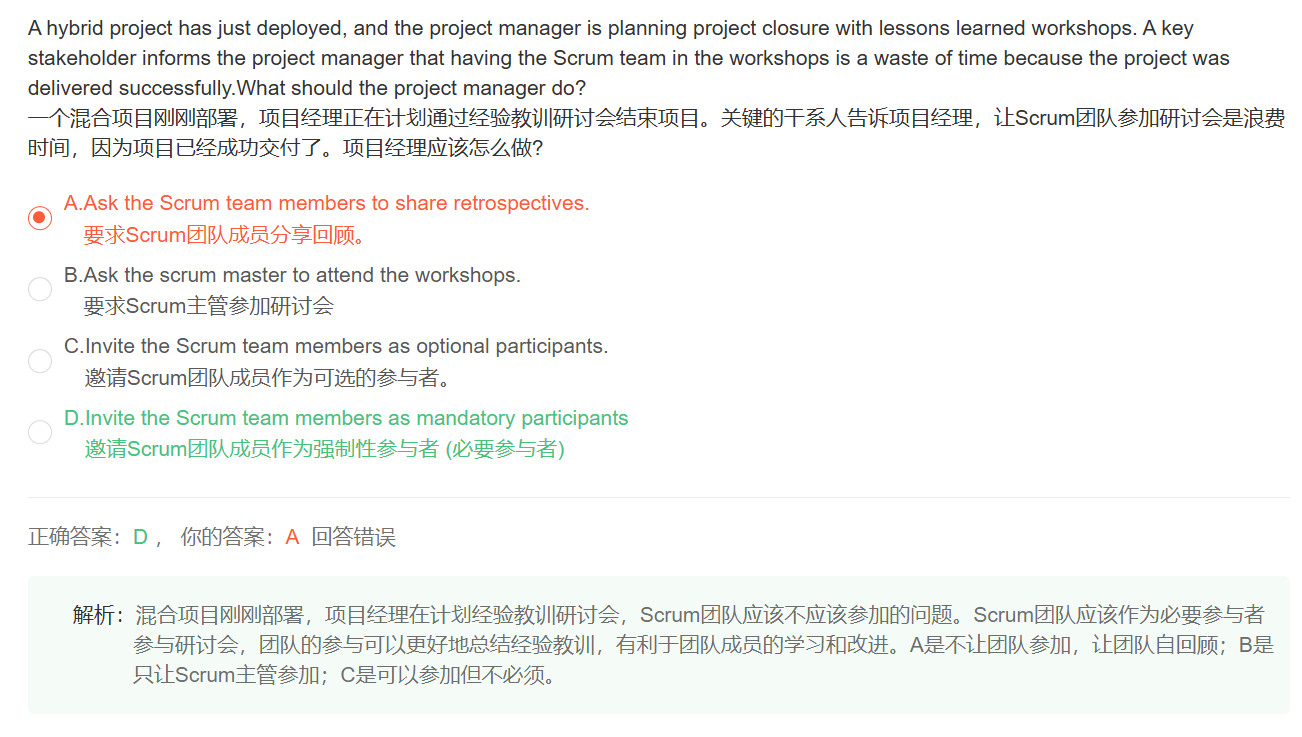 A hybrid project has just deployed, and the project manager is planning project closure with lessons learned workshops. A key
stakeholder informs the project manager that having the Scrum team in the workshops is a waste of time because the project was
delivered successfully.What should the project manager do?
一个混合项目刚刚部署，项目经理正在计划通过经验教训研讨会结束项目。关键的干系人告诉项目经理，让Scrum团队参加研讨会是浪费
时间，因为项目已经成功交付了。项目经理应该怎么做?
A.Ask the Scrum team members to share retrospectives.
要求Scrum团队成员分享回顾。
B.Ask the scrum master to attend the workshops.
要求Scrum主管参加研讨会
C.Invite the Scrum team members as optional participants.
邀请Scrum团队成员作为可选的参与者。
D.Invite the Scrum team members as mandatory participants
邀请Scrum团队成员作为强制性参与者 (必要参与者)
正确答案：D ， 你的答案：A 回答错误
解析：混合项目刚刚部署，项目经理在计划经验教训研讨会，Scrum团队应该不应该参加的问题。Scrum团队应该作为必要参与者
参与研讨会，团队的参与可以更好地总结经验教训，有利于团队成员的学习和改进。A是不让团队参加，让团队自回顾；B是
只让Scrum主管参加；C是可以参加但不必须。